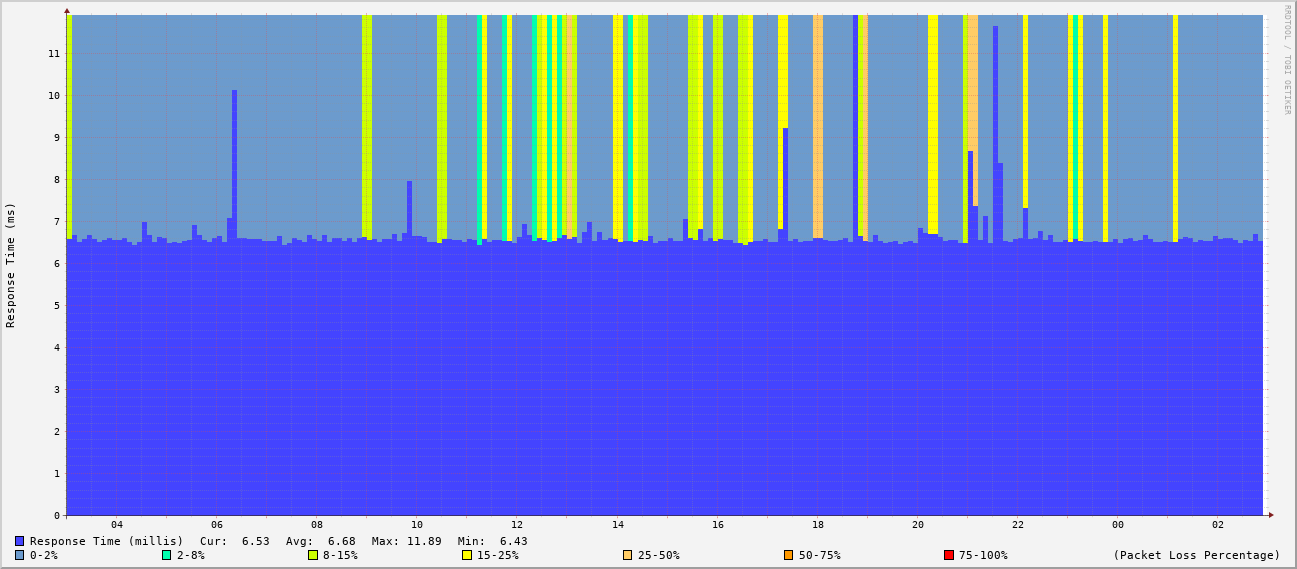 RRDTOOL / TOBI OETIKER
Response Time (ms)
11
10
9
8
7
6
5
4
3
2
1
0
04 06 08 10 12 14 16 18 20 22 00 02
Response Time (millis) Cur: 6.53 Avg: 6.68 Max: 11.89 Min: 6.43
0-2% 2-8% 8-15% 15-25% 25-50% 50-75% 75-100% (Packet Loss Percentage)